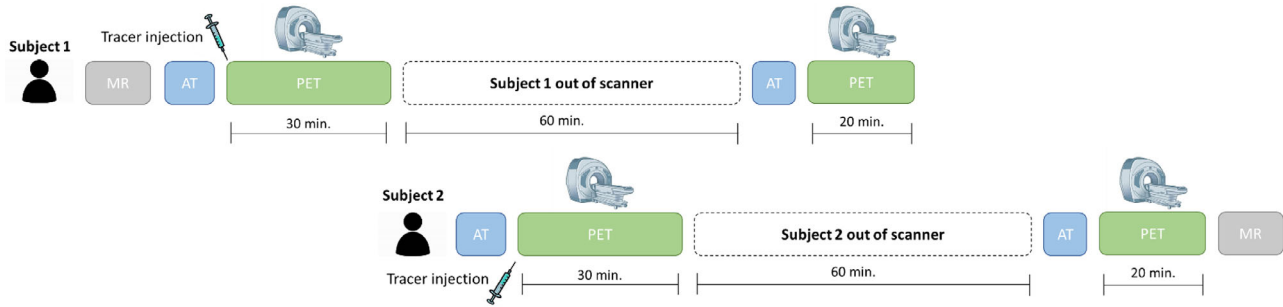 Tracer injection
Subject 1
MR
AT
PET
Subject 1 out of scanner
AT
PET
30 min.
60 min.
20 min.
Subject 2
AT
PET
Subject 2 out of scanner
AT
PET
MR
Tracer injection
30 min.
60 min.
20 min.